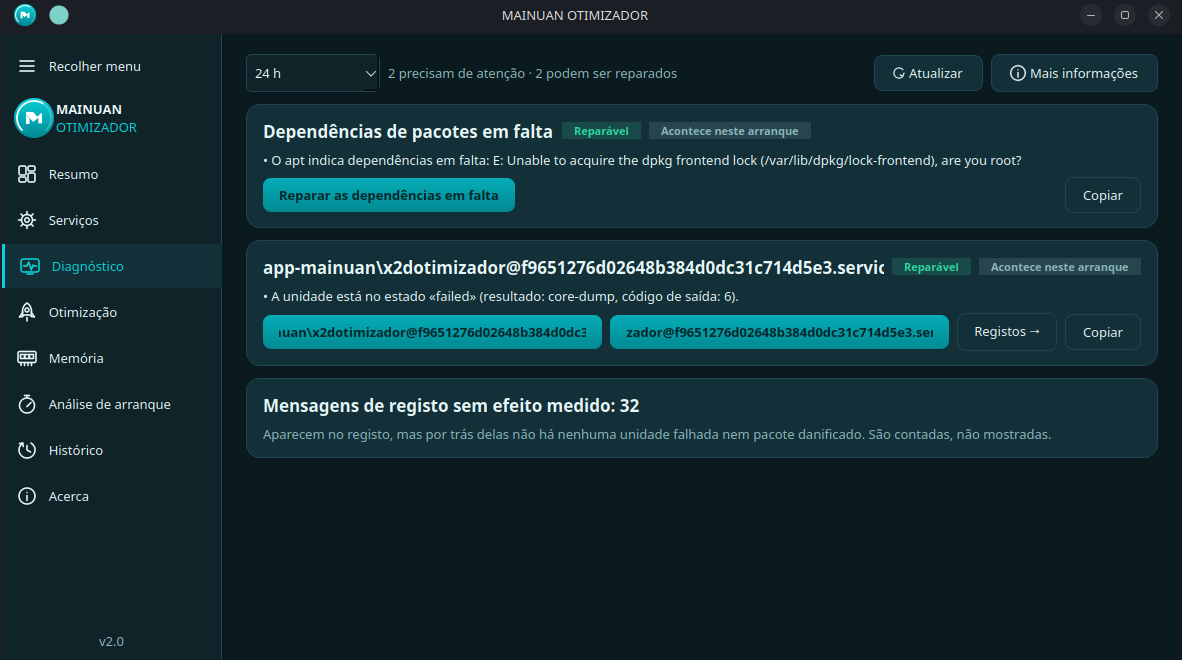 MAINUAN OTIMIZADOR
Recolher menu
MAINUAN
OTIMIZADOR
Resumo
Serviços
Diagnóstico
Otimização
Memória
Análise de arranque
Histórico
Acerca
v2.0
24 h
2 precisam de atenção · 2 podem ser reparados
Atualizar
Mais informações
Dependências de pacotes em falta
Reparável
Acontece neste arranque
• O apt indica dependências em falta: E: Unable to acquire the dpkg frontend lock (/var/lib/dpkg/lock-frontend), are you root?
Reparar as dependências em falta
Copiar
app-mainuan\x2dotimizador@f9651276d02648b384d0dc31c714d5e3.servic
Reparável
Acontece neste arranque
• A unidade está no estado «failed» (resultado: core-dump, código de saída: 6).
uan\x2dotimizador@f9651276d02648b384d0dc3
zador@f9651276d02648b384d0dc31c714d5e3.se
Registos →
Copiar
Mensagens de registo sem efeito medido: 32
Aparecem no registo, mas por trás delas não há nenhuma unidade falhada nem pacote danificado. São contadas, não mostradas.